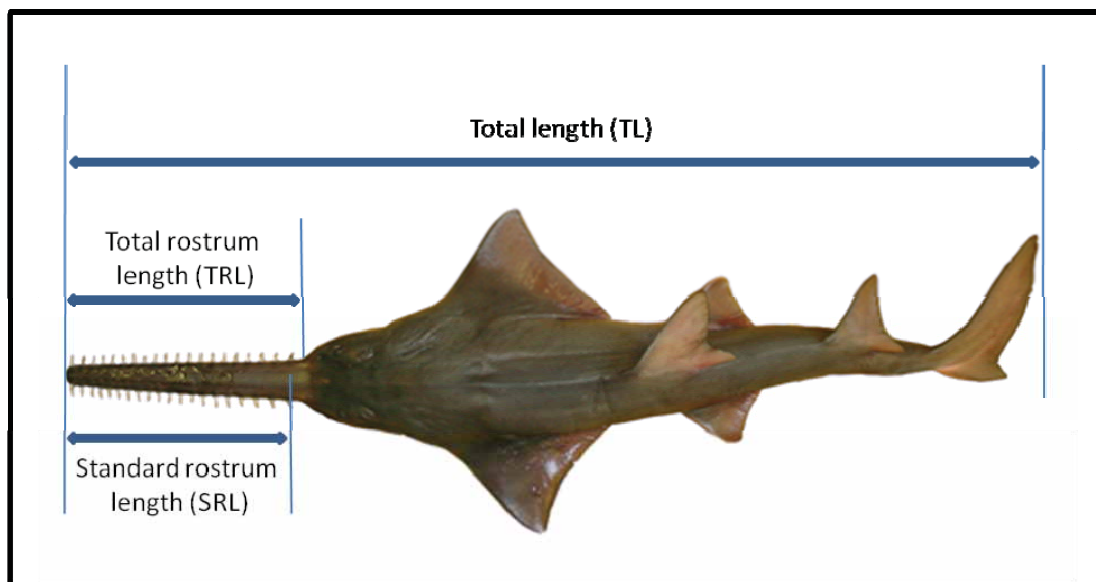 Total length (TL)
Total rostrum
length (TRL)
Standard rostrum
length (SRL)